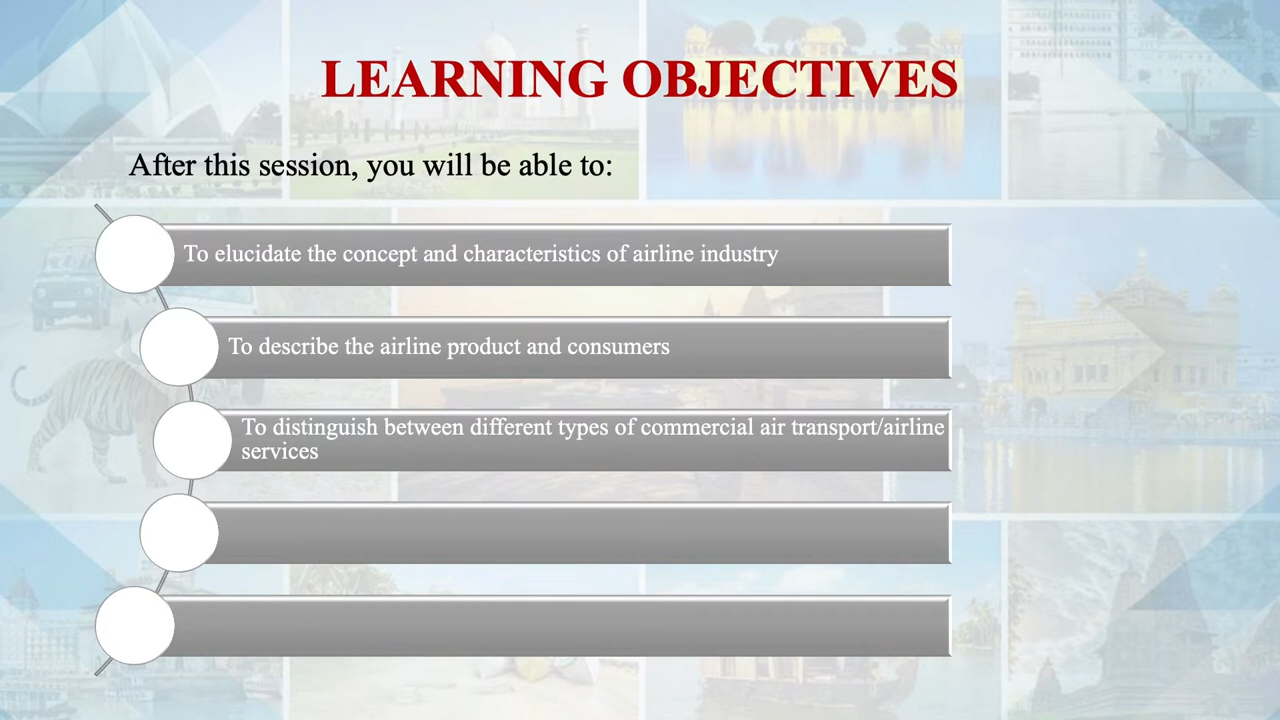 LEARNING OBJECTIVES
After this session, you will be able to:
To elucidate the concept and characteristics of airline industry
To describe the airline product and consumers
To distinguish between different types of commercial air transport/airline
services